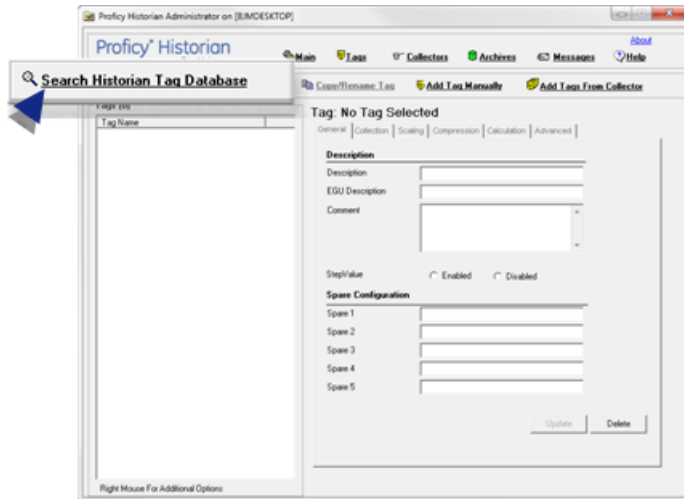 Proficy Historian Administrator on [BJMDESKTOP]
About
Proficy* Historian
Main Tags Collectors Archives Messages Help
Search Historian Tag Database
Copy/Rename Tag Add Tag Manually Add Tags From Collector
Tags (0)
Tag Name
Tag: No Tag Selected
General Collection Scaling Compression Calculation Advanced
Description
Description
EGU Description
Comment
StepValue Enabled Disabled
Spare Configuration
Spare 1
Spare 2
Spare 3
Spare 4
Spare 5
Update Delete
Right Mouse For Additional Options